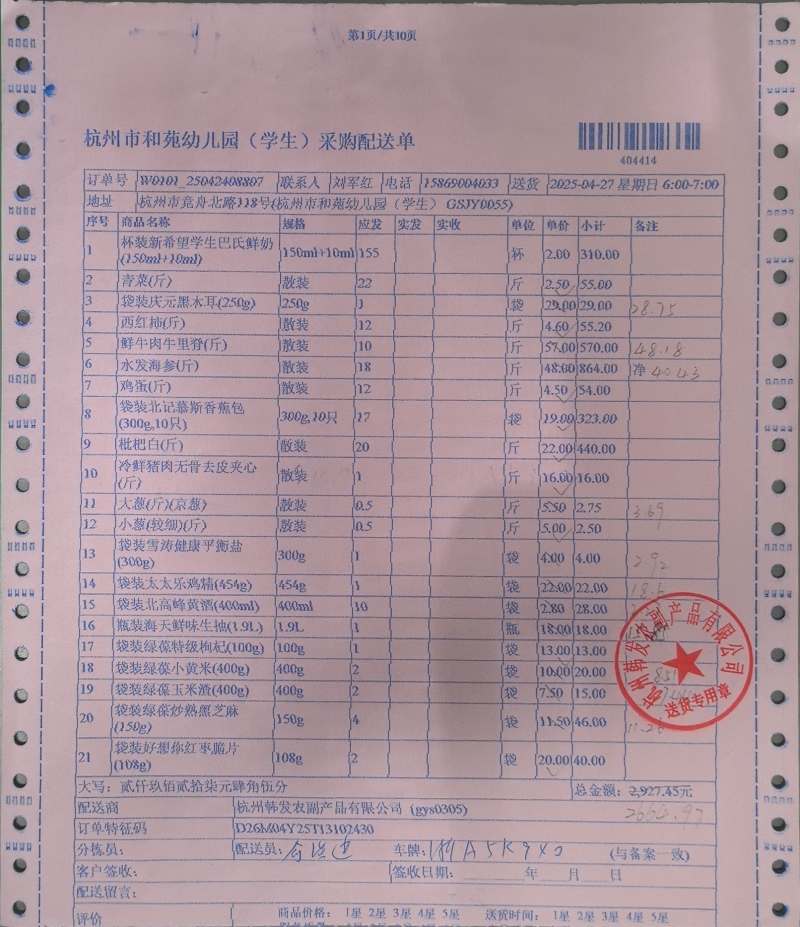 第1页/共10页
杭州市和苑幼儿园（学生）采购配送单
404414
订单号 W0101_25042408807 联系人 刘军红 电话 15869004033 送货 2025-04-27 星期日 6:00-7:00
地址 杭州市竞舟北路118号(杭州市和苑幼儿园（学生）GSJY0055)
序号 商品名称 规格 应发 实发 实收 单位 单价 小计 备注
1 杯装新希望学生巴氏鲜奶(150ml+10ml) 150ml+10ml 155 杯 2.00 310.00
2 青菜(斤) 散装 22 斤 2.50 55.00
3 袋装庆元黑木耳(250g) 250g 1 袋 29.00 29.00 28.75
4 西红柿(斤) 散装 12 斤 4.60 55.20
5 鲜牛肉牛里脊(斤) 散装 10 斤 57.00 570.00 48.18
6 水发海参(斤) 散装 18 斤 48.00 864.00 净 40.43
7 鸡蛋(斤) 散装 12 斤 4.50 54.00
8 袋装北记慕斯香蕉包(300g,10只) 300g,10只 17 袋 19.00 323.00
9 枇杷白(斤) 散装 20 斤 22.00 440.00
10 冷鲜猪肉无骨去皮夹心(斤) 散装 1 斤 16.00 16.00
11 大葱(斤)(京葱) 散装 0.5 斤 5.50 2.75 3.69
12 小葱(较细)(斤) 散装 0.5 斤 5.00 2.50
13 袋装雪涛健康平衡盐(300g) 300g 1 袋 4.00 4.00 2.92
14 袋装太太乐鸡精(454g) 454g 1 袋 22.00 22.00
15 袋装北高峰黄酒(400ml) 400ml 10 袋 2.80 28.00
16 瓶装海天鲜味生抽(1.9L) 1.9L 1 瓶 18.00 18.00
17 袋装绿葆特级枸杞(100g) 100g 1 袋 13.00 13.00
18 袋装绿葆小黄米(400g) 400g 2 袋 10.00 20.00
19 袋装绿葆玉米渣(400g) 400g 2 袋 7.50 15.00
20 袋装绿葆炒熟黑芝麻(150g) 150g 4 袋 11.50 46.00
21 袋装好想你红枣脆片(108g) 108g 2 袋 20.00 40.00
杭州韩发农副产品有限公司
送货专用章
大写：贰仟玖佰贰拾柒元肆角伍分 总金额：2,927.45元
2664.97
配送商 杭州韩发农副产品有限公司 (gys0305)
订单特征码 D26M04Y25T13102430
分拣员： 配送员： 车牌：浙A5K9X0 (与备案一致)
客户签收： 签收日期： 年 月 日
配送留言：
评价 商品价格： 1星 2星 3星 4星 5星 送货时间： 1星 2星 3星 4星 5星